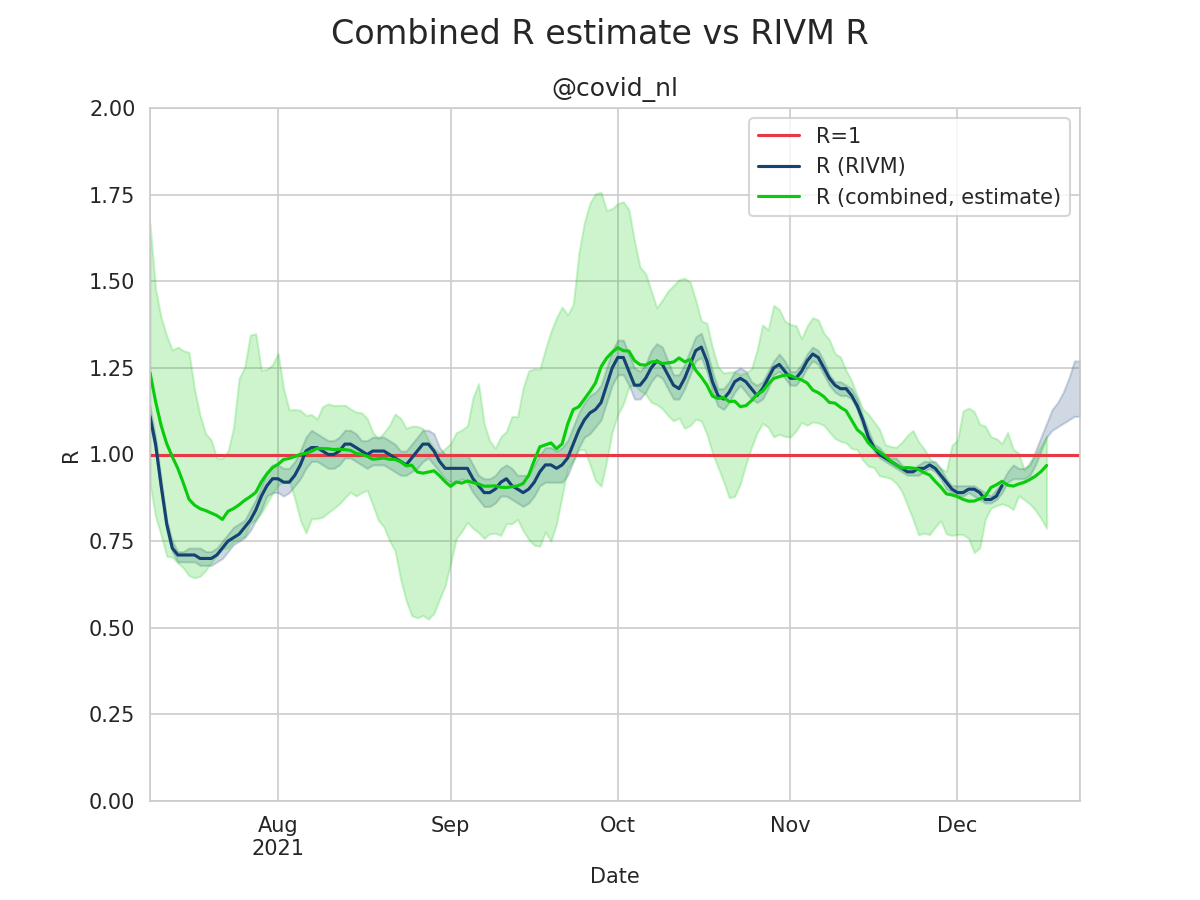 Combined R estimate vs RIVM R
@covid_nl
2.00
1.75
1.50
1.25
1.00
0.75
0.50
0.25
0.00
R
R=1
R (RIVM)
R (combined, estimate)
Aug
2021
Sep
Oct
Nov
Dec
Date